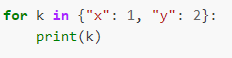 for k in {"x": 1, "y": 2}:
    print(k)